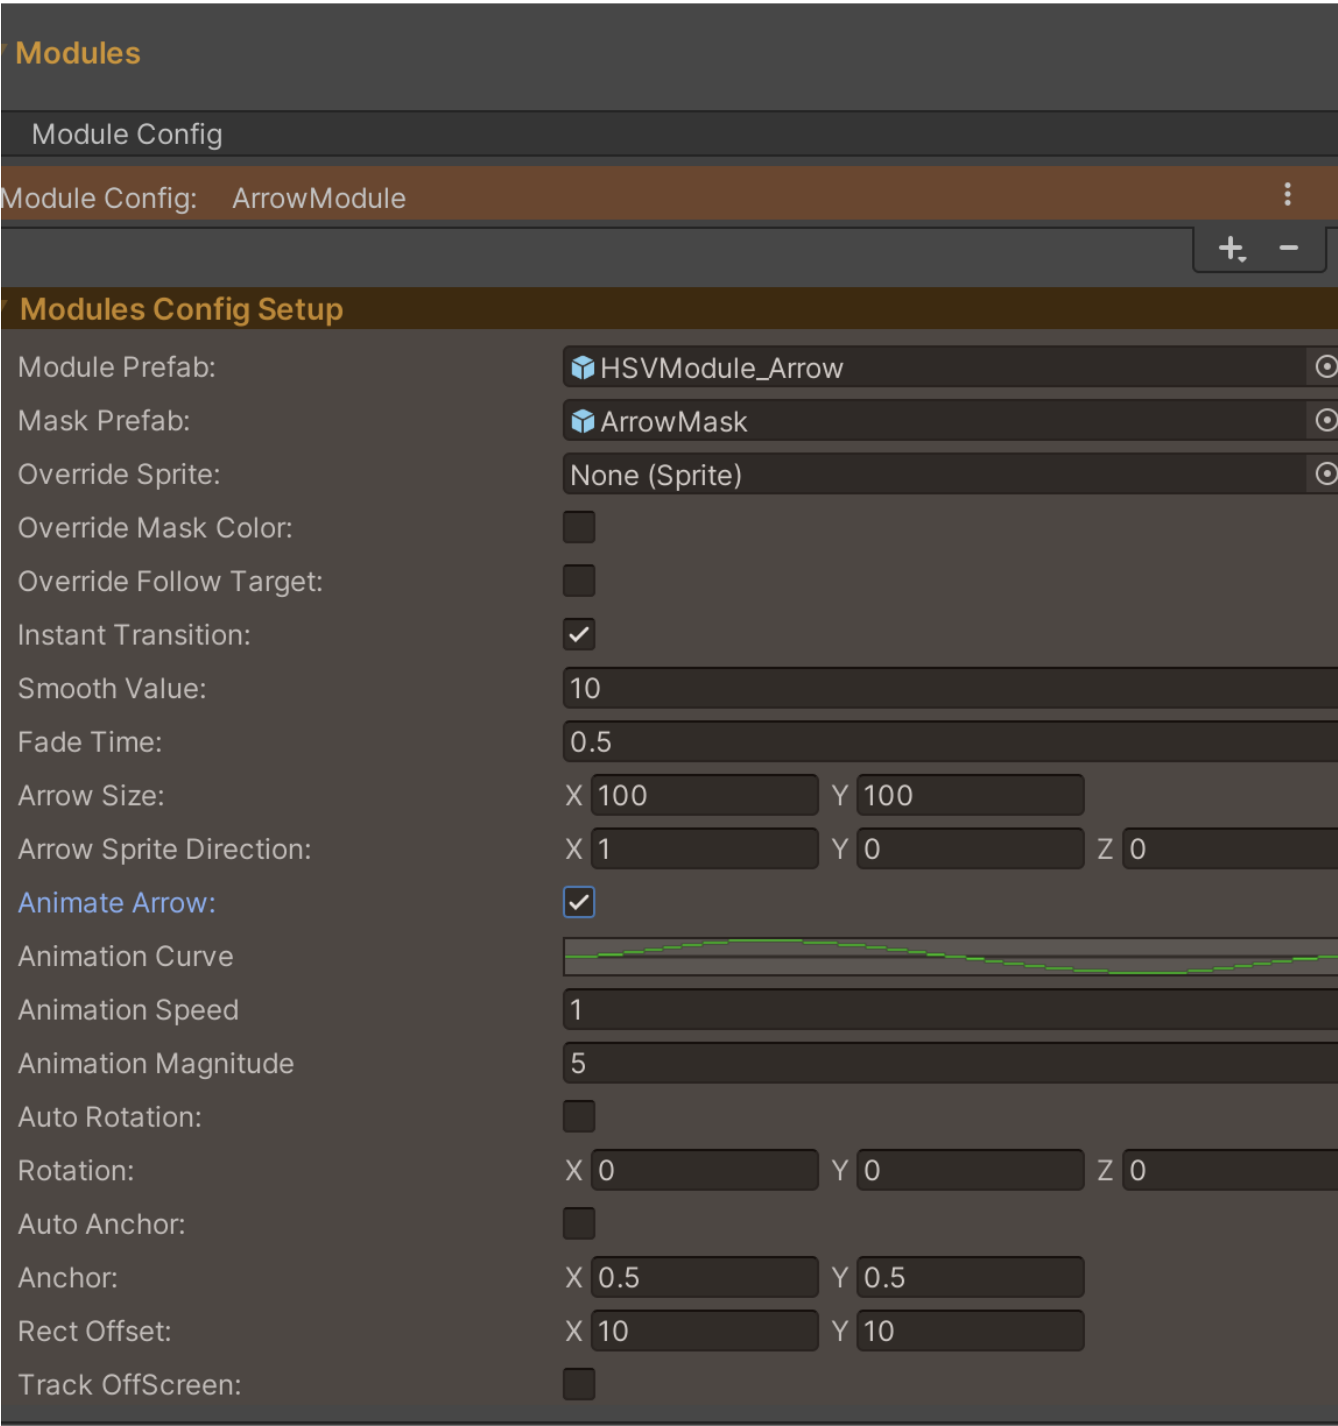 Modules
Module Config
Module Config: ArrowModule
Modules Config Setup
Module Prefab: HSVModule_Arrow
Mask Prefab: ArrowMask
Override Sprite: None (Sprite)
Override Mask Color:
Override Follow Target:
Instant Transition:
Smooth Value: 10
Fade Time: 0.5
Arrow Size: X 100 Y 100
Arrow Sprite Direction: X 1 Y 0 Z 0
Animate Arrow:
Animation Curve
Animation Speed 1
Animation Magnitude 5
Auto Rotation:
Rotation: X 0 Y 0 Z 0
Auto Anchor:
Anchor: X 0.5 Y 0.5
Rect Offset: X 10 Y 10
Track OffScreen: